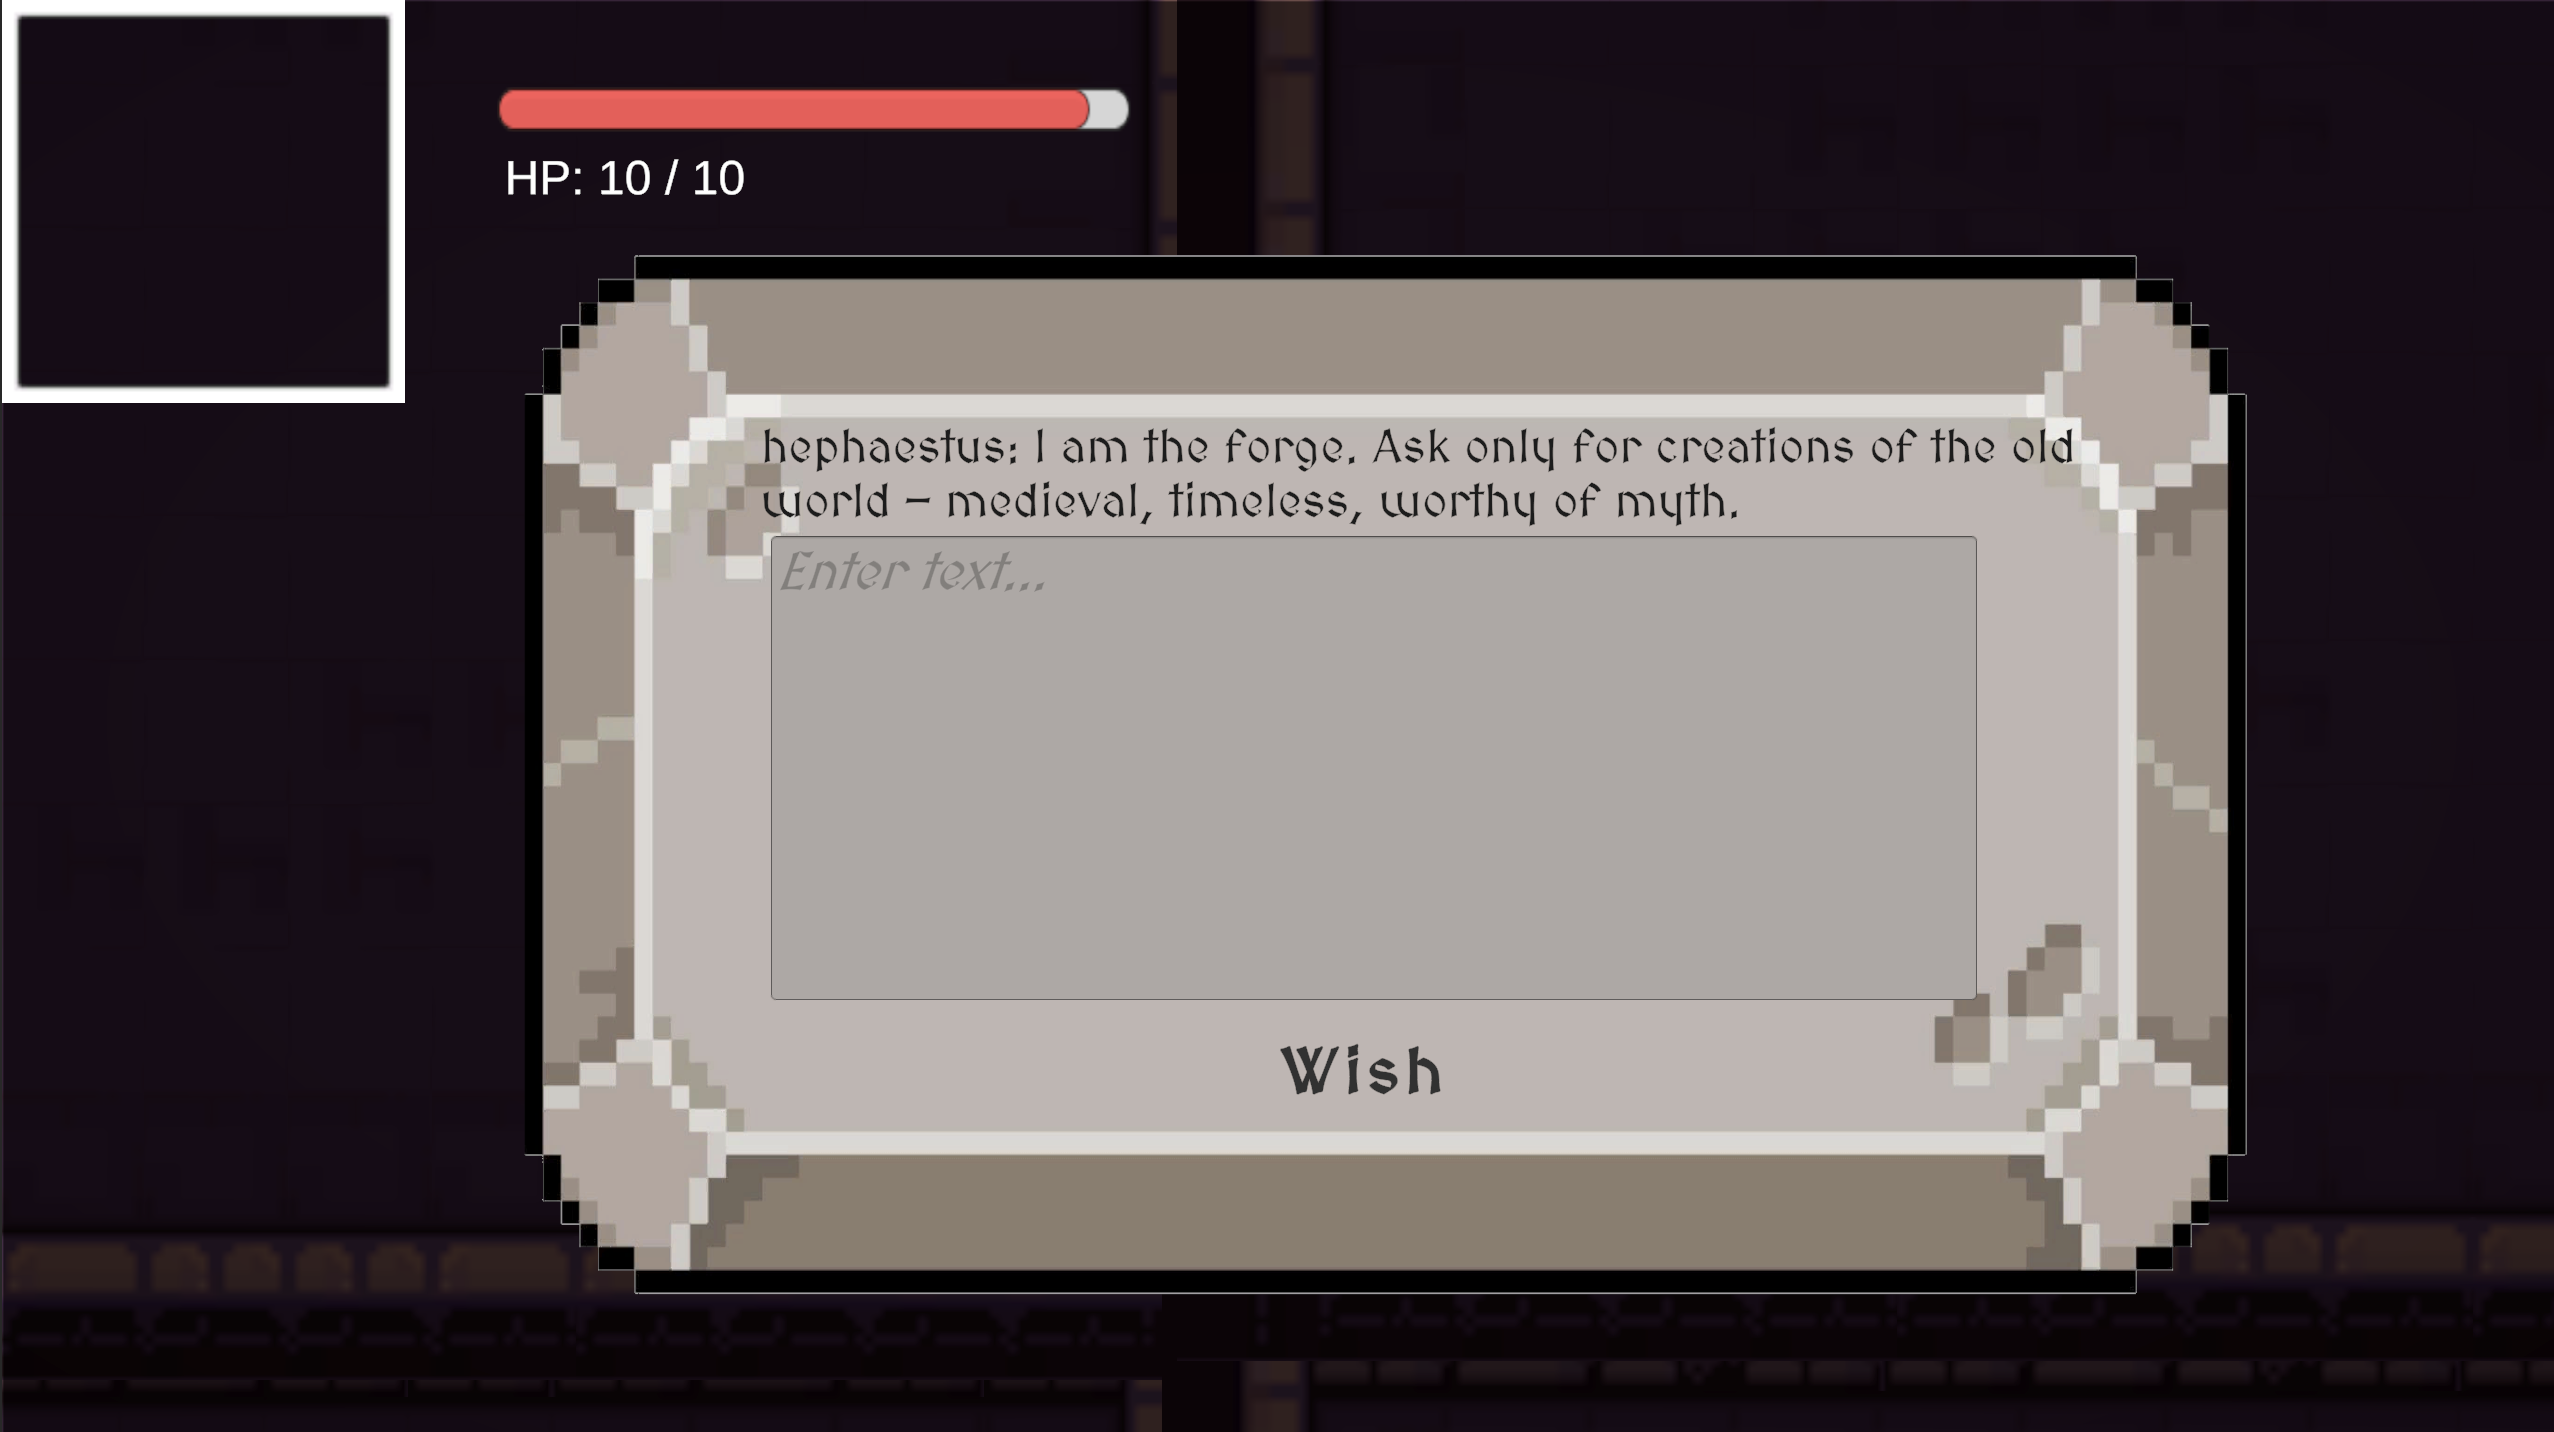 HP: 10 / 10
hephaestus: I am the forge. Ask only for creations of the old
world – medieval, timeless, worthy of myth.
Enter text...
Wish